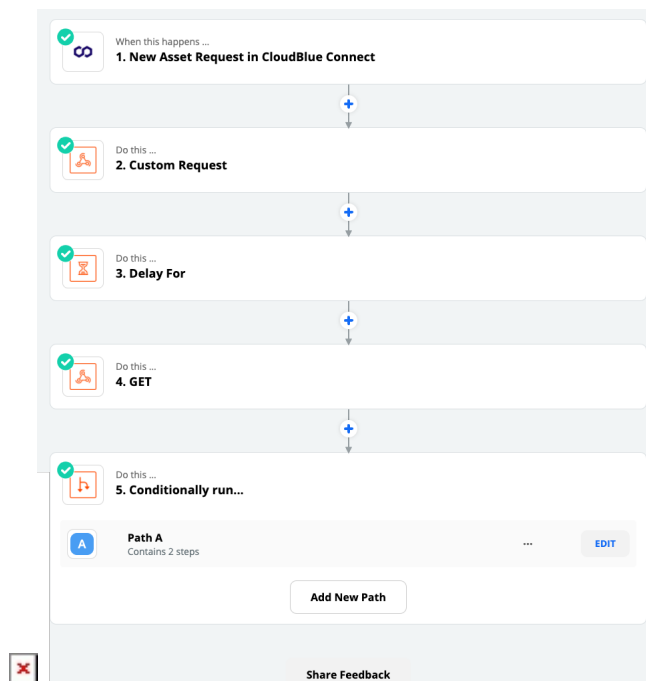 When this happens ...
1. New Asset Request in CloudBlue Connect
Do this ...
2. Custom Request
Do this ...
3. Delay For
Do this ...
4. GET
Do this ...
5. Conditionally run...
A
Path A
Contains 2 steps
...
EDIT
Add New Path
Share Feedback